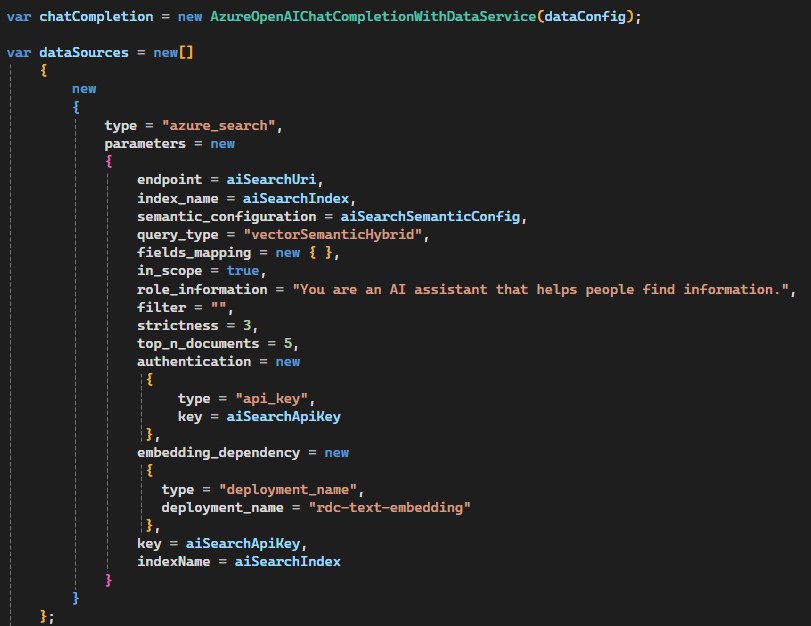 var chatCompletion = new AzureOpenAIChatCompletionWithDataService(dataConfig);
var dataSources = new[]
{
new
{
type = "azure_search",
parameters = new
{
endpoint = aiSearchUri,
index_name = aiSearchIndex,
semantic_configuration = aiSearchSemanticConfig,
query_type = "vectorSemanticHybrid",
fields_mapping = new { },
in_scope = true,
role_information = "You are an AI assistant that helps people find information.",
filter = "",
strictness = 3,
top_n_documents = 5,
authentication = new
{
type = "api_key",
key = aiSearchApiKey
},
embedding_dependency = new
{
type = "deployment_name",
deployment_name = "rdc-text-embedding"
},
key = aiSearchApiKey,
indexName = aiSearchIndex
}
}
};